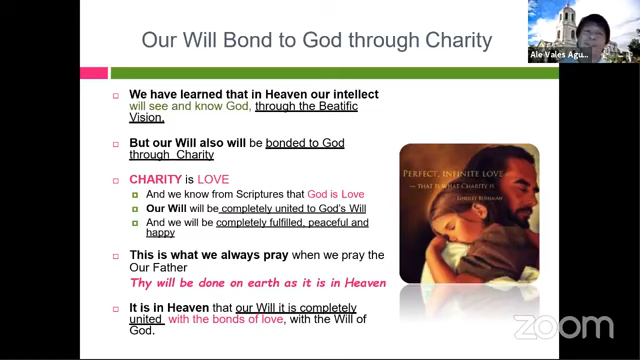 Our Will Bond to God through Charity
Ale Vales Agu...
We have learned that in Heaven our intellect
will see and know God, through the Beatific
Vision.
But our Will also will be bonded to God
through Charity
CHARITY is LOVE
And we know from Scriptures that God is Love
Our Will will be completely united to God's Will
And we will be completely fulfilled, peaceful and
happy
This is what we always pray when we pray the
Our Father
Thy will be done on earth as it is in Heaven
It is in Heaven that our Will it is completely
united with the bonds of love, with the Will of
God.
PERFECT, INFINITE LOVE
— THAT IS WHAT CHARITY IS.
zoom